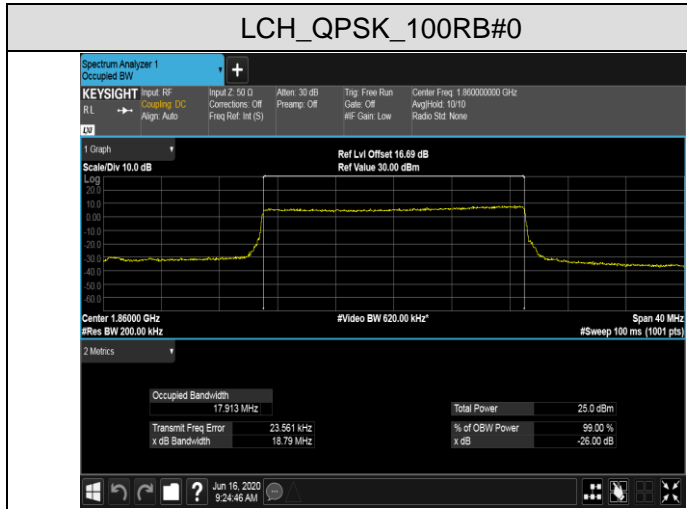 LCH_QPSK_100RB#0
Spectrum Analyzer 1
Occupied BW
+
KEYSIGHT
RL
LXI
Input: RF
Coupling: DC
Align: Auto
Input Z: 50 Ω
Corrections: Off
Freq Ref: Int (S)
Atten: 30 dB
Preamp: Off
Trig: Free Run
Gate: Off
#IF Gain: Low
Center Freq: 1.860000000 GHz
Avg|Hold: 10/10
Radio Std: None
1 Graph
Scale/Div 10.0 dB
Ref Lvl Offset 16.69 dB
Ref Value 30.00 dBm
Log
20.0
10.0
0.00
-10.0
-20.0
-30.0
-40.0
-50.0
-60.0
Center 1.86000 GHz
#Res BW 200.00 kHz
#Video BW 620.00 kHz*
Span 40 MHz
#Sweep 100 ms (1001 pts)
2 Metrics
Occupied Bandwidth
17.913 MHz
Transmit Freq Error 23.561 kHz
x dB Bandwidth 18.79 MHz
Total Power 25.0 dBm
% of OBW Power 99.00 %
x dB -26.00 dB
?
Jun 16, 2020
9:24:46 AM